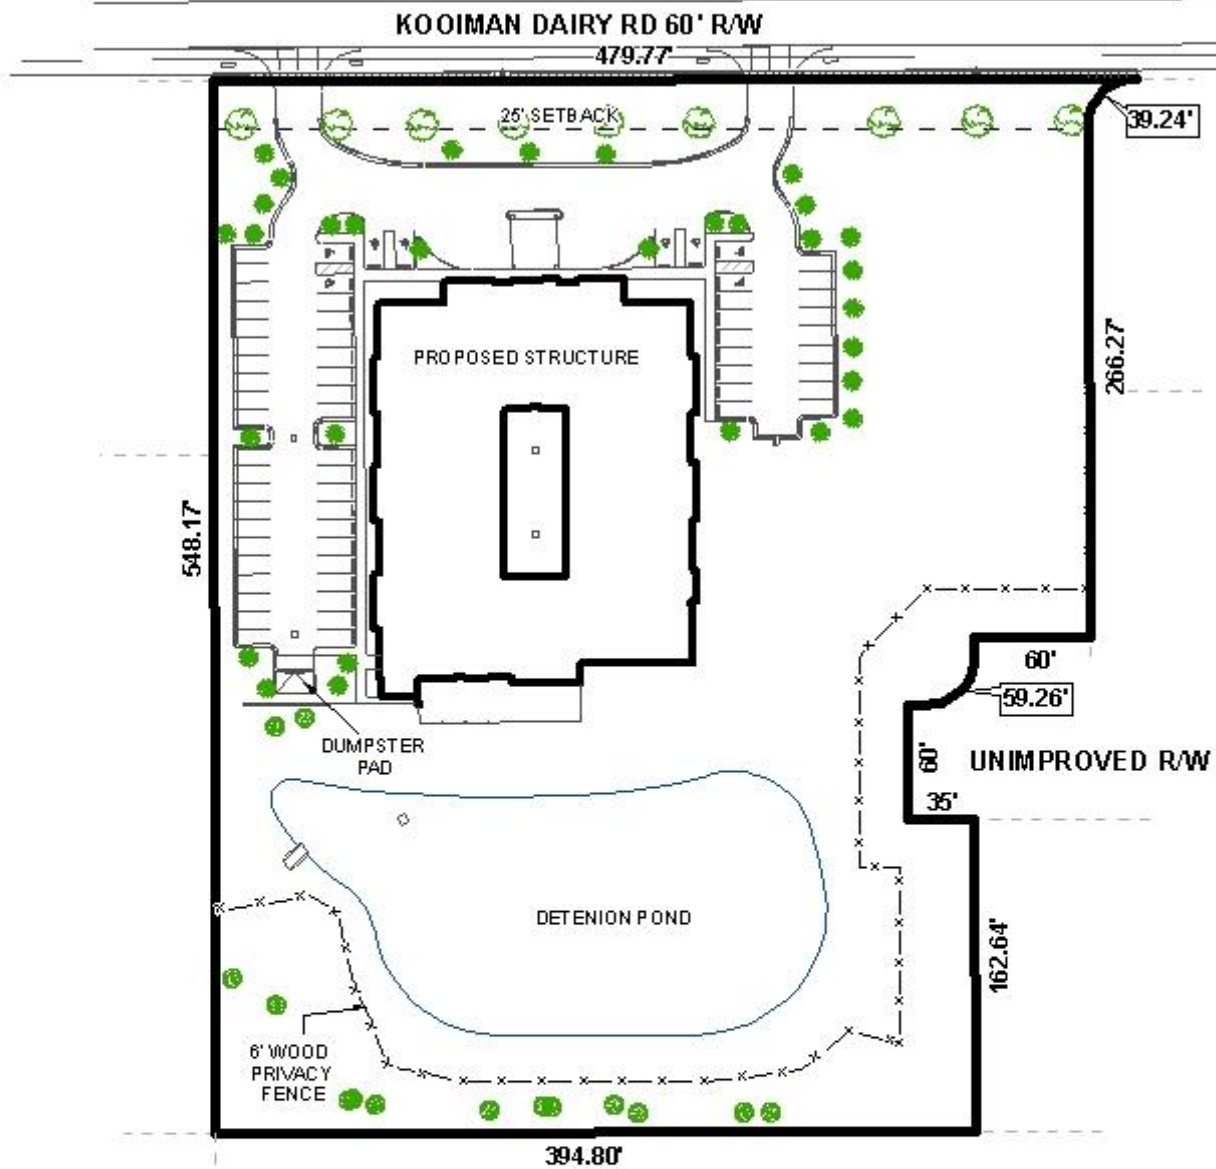 KOOIMAN DAIRY RD 60' R/W
479.77'
25' SETBACK
39.24'
PROPOSED STRUCTURE
266.27'
548.17'
60'
59.26'
DUMPSTER
PAD
60'
UNIMPROVED R/W
35'
DETENION POND
162.64'
6' WOOD
PRIVACY
FENCE
394.80'